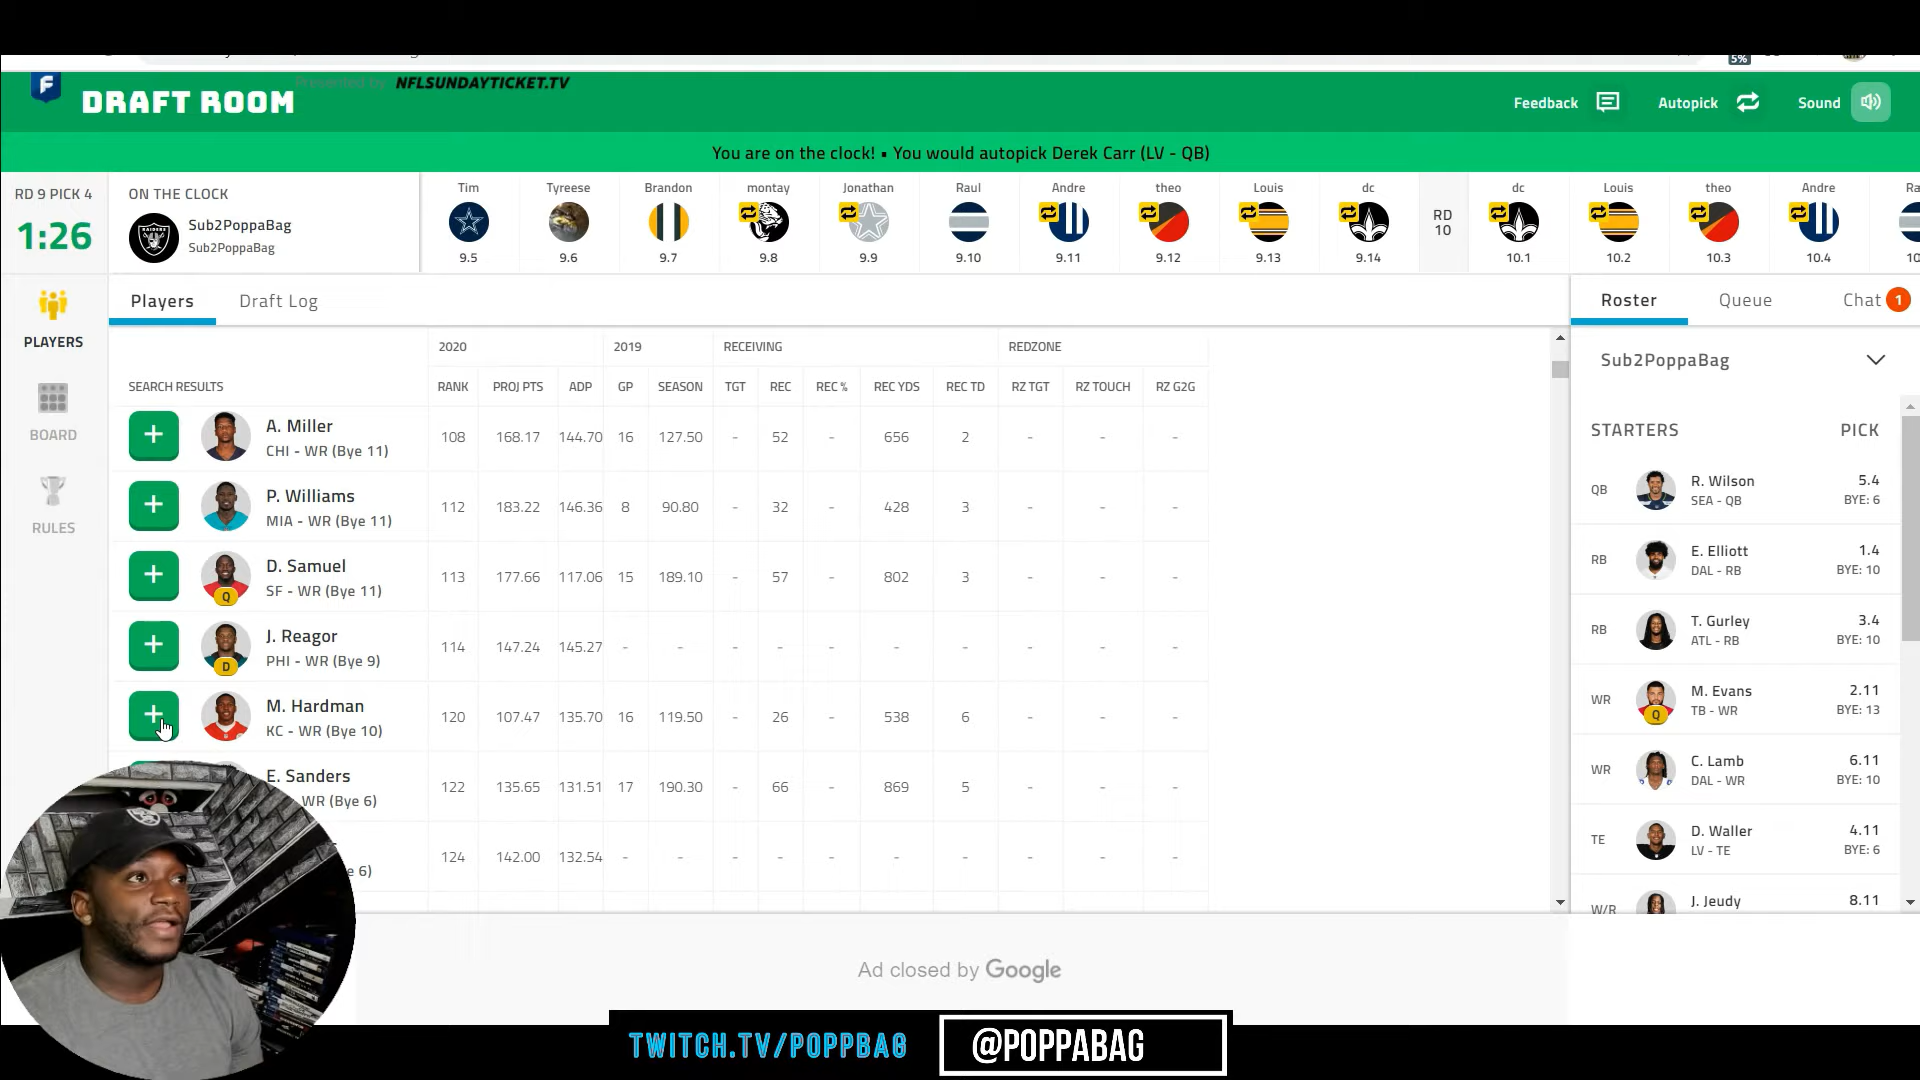 5%
Presented by NFLSUNDAYTICKET.TV
DRAFT ROOM
Feedback
Autopick
Sound
You are on the clock! • You would autopick Derek Carr (LV - QB)
RD 9 PICK 4
1:26
ON THE CLOCK
Sub2PoppaBag
Sub2PoppaBag
Tim Tyreese Brandon montay Jonathan Raul Andre theo Louis dc RD 10 dc Louis theo Andre
9.5 9.6 9.7 9.8 9.9 9.10 9.11 9.12 9.13 9.14 10.1 10.2 10.3 10.4
PLAYERS
BOARD
RULES
Players Draft Log
2020 2019 RECEIVING REDZONE
SEARCH RESULTS RANK PROJ PTS ADP GP SEASON TGT REC REC % REC YDS REC TD RZ TGT RZ TOUCH RZ G2G
A. Miller
CHI - WR (Bye 11)
108 168.17 144.70 16 127.50 - 52 - 656 2 - - -
P. Williams
MIA - WR (Bye 11)
112 183.22 146.36 8 90.80 - 32 - 428 3 - - -
D. Samuel
Q
SF - WR (Bye 11)
113 177.66 117.06 15 189.10 - 57 - 802 3 - - -
J. Reagor
D
PHI - WR (Bye 9)
114 147.24 145.27 - - - - - - - - - -
M. Hardman
KC - WR (Bye 10)
120 107.47 135.70 16 119.50 - 26 - 538 6 - - -
E. Sanders
WR (Bye 6)
122 135.65 131.51 17 190.30 - 66 - 869 5 - - -
e 6)
124 142.00 132.54 - - - - - - - - - -
Roster Queue Chat 1
Sub2PoppaBag
STARTERS PICK
QB R. Wilson 5.4
SEA - QB BYE: 6
RB E. Elliott 1.4
DAL - RB BYE: 10
RB T. Gurley 3.4
ATL - RB BYE: 10
WR M. Evans 2.11
Q TB - WR BYE: 13
WR C. Lamb 6.11
DAL - WR BYE: 10
TE D. Waller 4.11
LV - TE BYE: 6
W/R J. Jeudy 8.11
Ad closed by Google
TWITCH.TV/POPPBAG
@POPPABAG